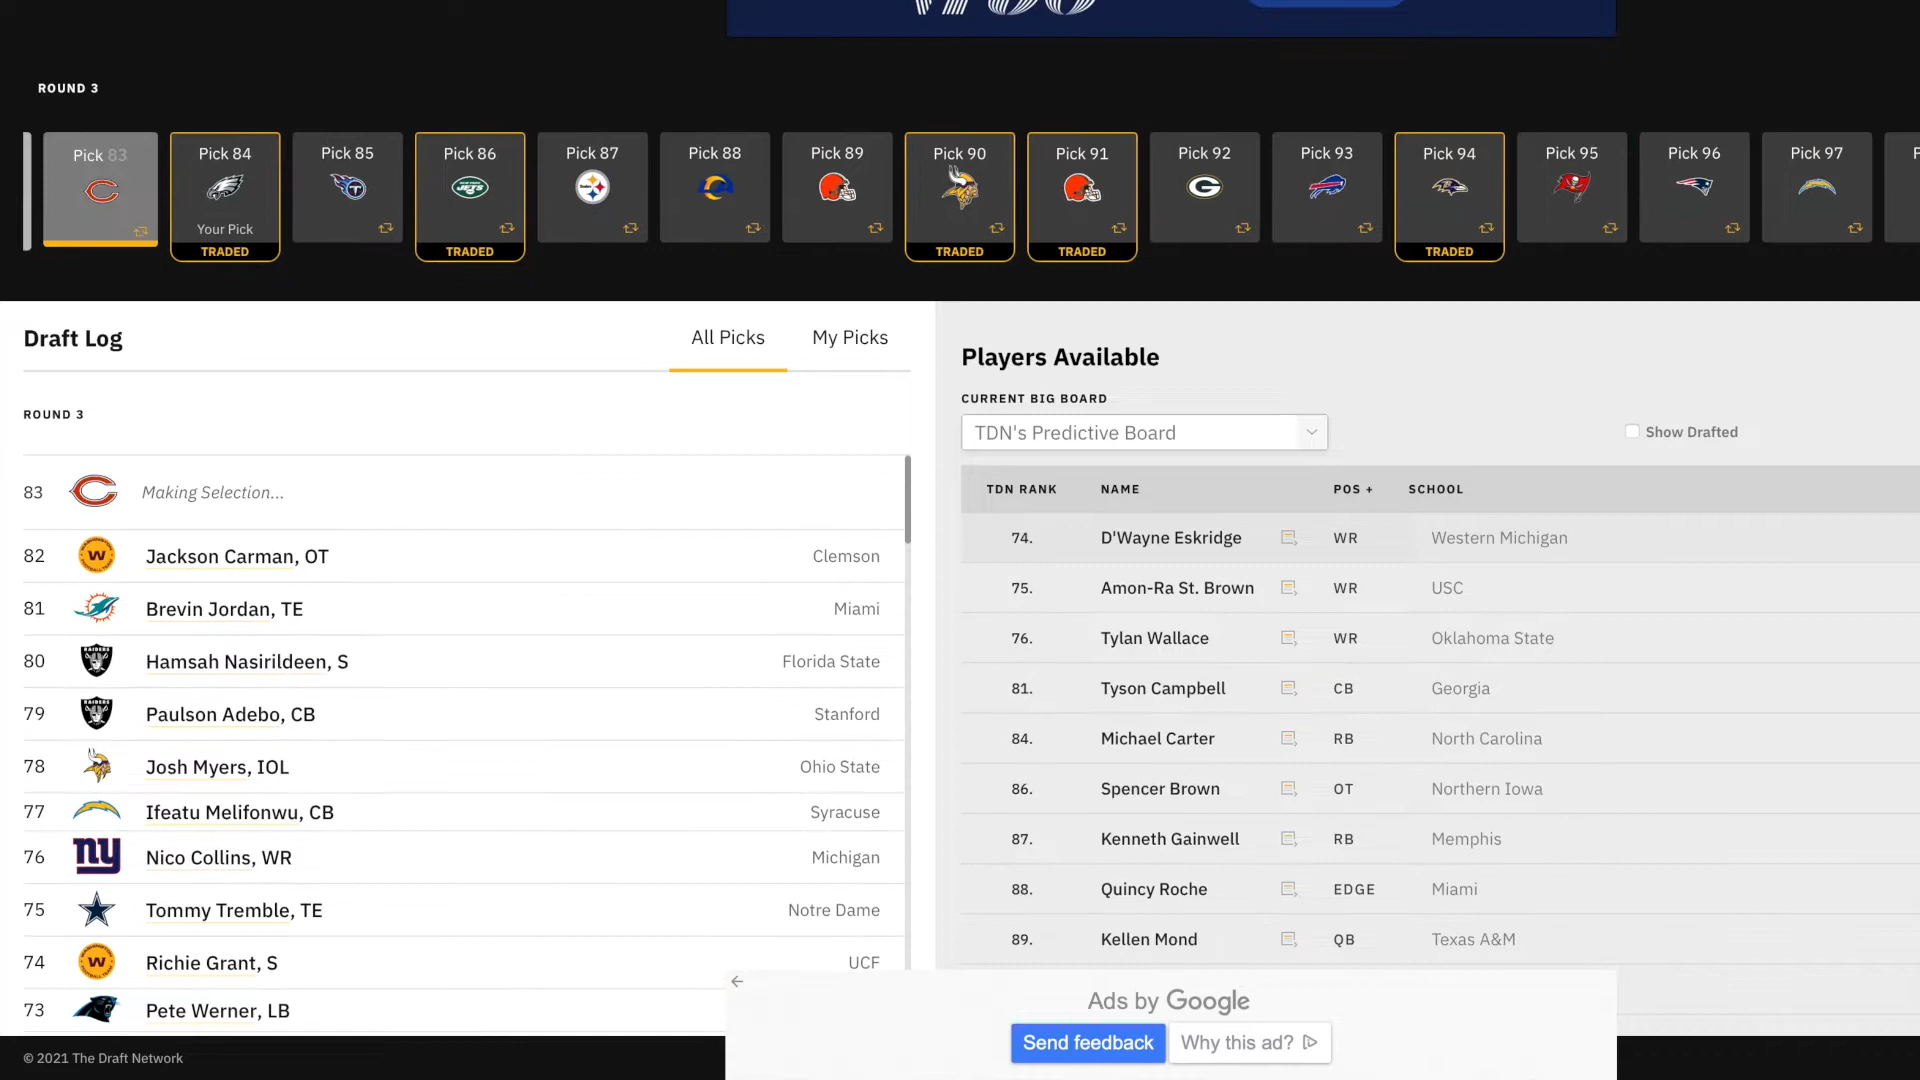 ROUND 3
Pick 83
Pick 84
Your Pick
TRADED
Pick 85
Pick 86
TRADED
Pick 87
Pick 88
Pick 89
Pick 90
TRADED
Pick 91
TRADED
Pick 92
Pick 93
Pick 94
TRADED
Pick 95
Pick 96
Pick 97
Draft Log
All Picks
My Picks
ROUND 3
83 Making Selection...
82 W Jackson Carman, OT Clemson
81 Brevin Jordan, TE Miami
80 RAIDERS Hamsah Nasirildeen, S Florida State
79 RAIDERS Paulson Adebo, CB Stanford
78 Josh Myers, IOL Ohio State
77 Ifeatu Melifonwu, CB Syracuse
76 ny Nico Collins, WR Michigan
75 Tommy Tremble, TE Notre Dame
74 W Richie Grant, S UCF
73 Pete Werner, LB
Players Available
CURRENT BIG BOARD
TDN's Predictive Board
Show Drafted
TDN RANK NAME POS + SCHOOL
74. D'Wayne Eskridge WR Western Michigan
75. Amon-Ra St. Brown WR USC
76. Tylan Wallace WR Oklahoma State
81. Tyson Campbell CB Georgia
84. Michael Carter RB North Carolina
86. Spencer Brown OT Northern Iowa
87. Kenneth Gainwell RB Memphis
88. Quincy Roche EDGE Miami
89. Kellen Mond QB Texas A&M
Ads by Google
Send feedback
Why this ad?
© 2021 The Draft Network